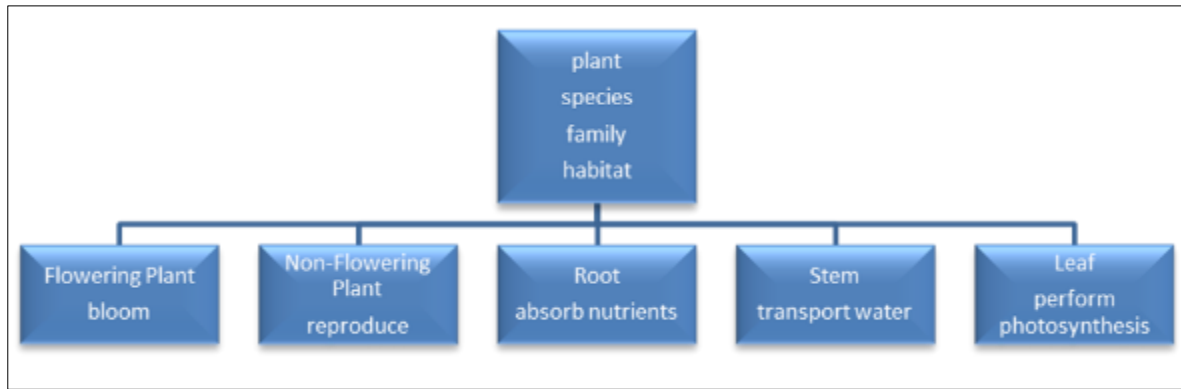 plant
species
family
habitat
Flowering Plant
bloom
Non-Flowering
Plant
reproduce
Root
absorb nutrients
Stem
transport water
Leaf
perform
photosynthesis